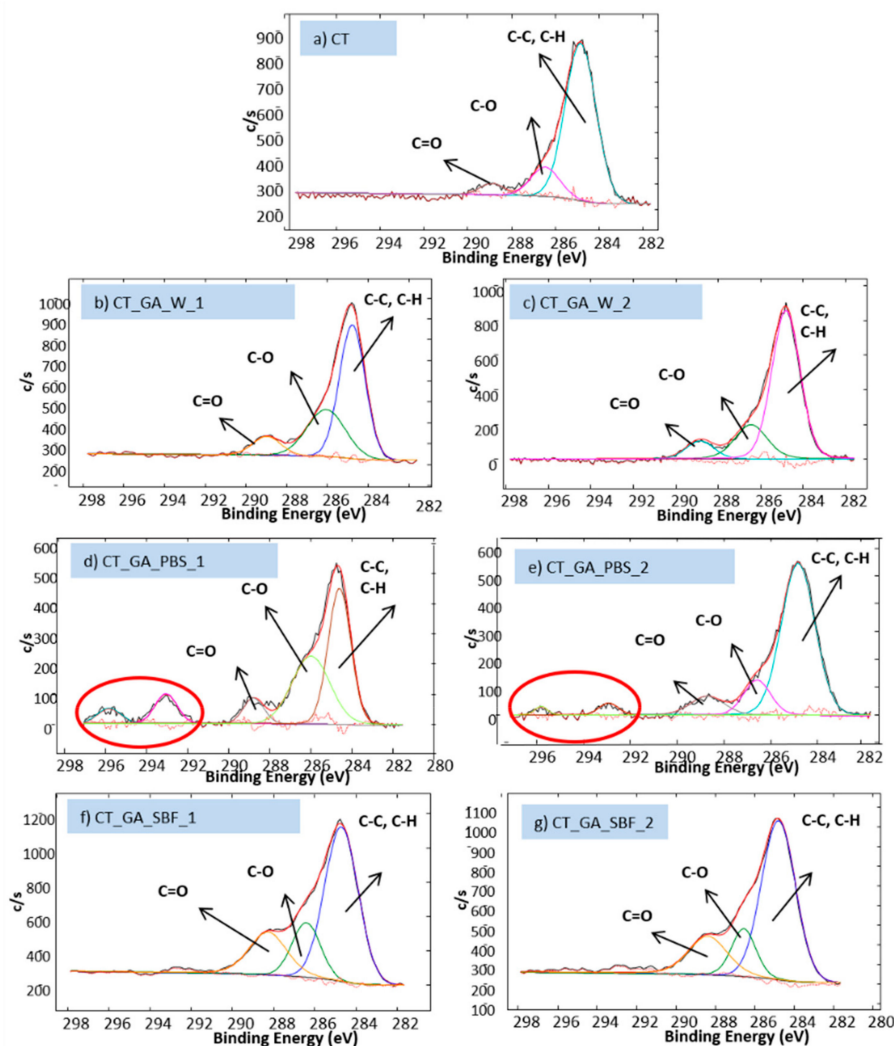 a) CT
C-C, C-H
C-O
C=O
c/s
900
800
700
600
500
400
300
200
298 296 294 292 290 288 286 284 282
Binding Energy (eV)
b) CT_GA_W_1
C-C, C-H
C-O
C=O
c/s
1000
900
800
700
600
500
400
300
200
298 296 294 292 290 288 286 284 282
Binding Energy (eV)
c) CT_GA_W_2
C-C,
C-H
C-O
C=O
c/s
1000
800
600
400
200
0
298 296 294 292 290 288 286 284 282
Binding Energy (eV)
d) CT_GA_PBS_1
C-C,
C-H
C-O
C=O
c/s
600
500
400
300
200
100
0
298 296 294 292 290 288 286 284 282 280
Binding Energy (eV)
e) CT_GA_PBS_2
C-C, C-H
C-O
C=O
c/s
600
500
400
300
200
100
0
298 296 294 292 290 288 286 284 282
Binding Energy (eV)
f) CT_GA_SBF_1
C-C, C-H
C-O
C=O
c/s
1200
1000
800
600
400
200
298 296 294 292 290 288 286 284 282
Binding Energy (eV)
g) CT_GA_SBF_2
C-C, C-H
C-O
C=O
c/s
1100
1000
900
800
700
600
500
400
300
200
100
298 296 294 292 290 288 286 284 282 280
Binding Energy (eV)